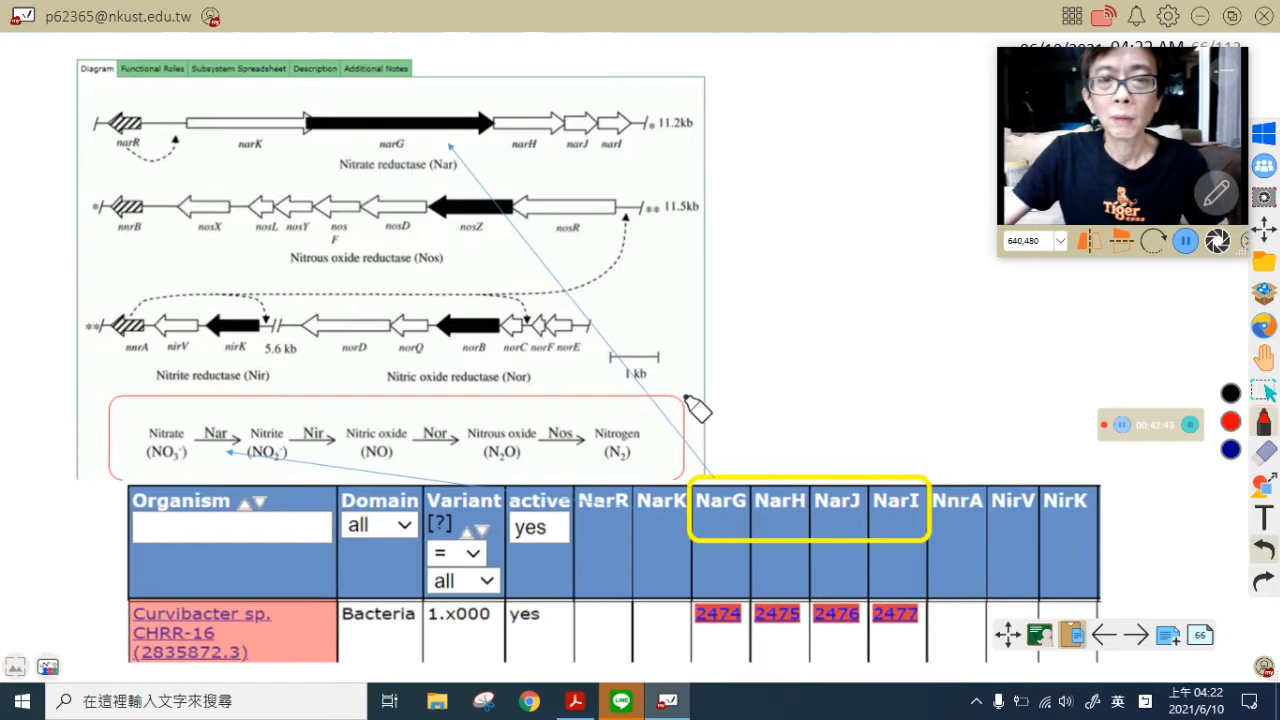 p62365@nkust.edu.tw
Diagram Functional Roles Subsystem Spreadsheet Description Additional Notes
640,480
* 11.2kb
narR narK narG narH narJ narI
Nitrate reductase (Nar)
* ** 11.5kb
nnrB nosX nosL nosY nos F nosD nosZ nosR
Nitrous oxide reductase (Nos)
**
nnrA nirV nirK 5.6 kb norD norQ norB norC norF norE
1 kb
Nitrite reductase (Nir) Nitric oxide reductase (Nor)
00:42:43
Nitrate Nar Nitrite Nir Nitric oxide Nor Nitrous oxide Nos Nitrogen
(NO3-) (NO2-) (NO) (N2O) (N2)
Organism Domain Variant active NarR NarK NarG NarH NarJ NarI NnrA NirV NirK
all [?] yes
=
all
Curvibacter sp. Bacteria 1.x000 yes 2474 2475 2476 2477
CHRR-16
(2835872.3)
66
在這裡輸入文字來搜尋
英
上午 04:22
2021/6/10